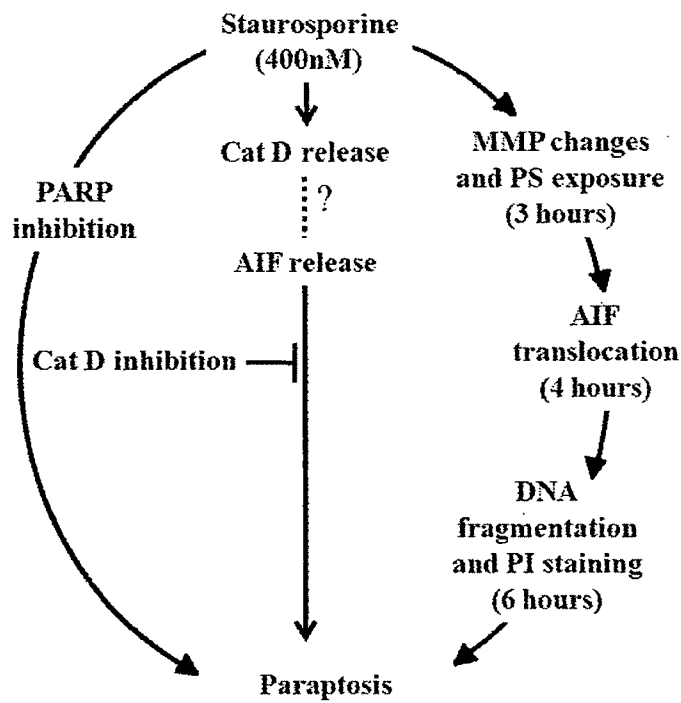 Staurosporine
(400nM)
Cat D release
?
AIF release
PARP
inhibition
Cat D inhibition
MMP changes
and PS exposure
(3 hours)
AIF
translocation
(4 hours)
DNA
fragmentation
and PI staining
(6 hours)
Paraptosis